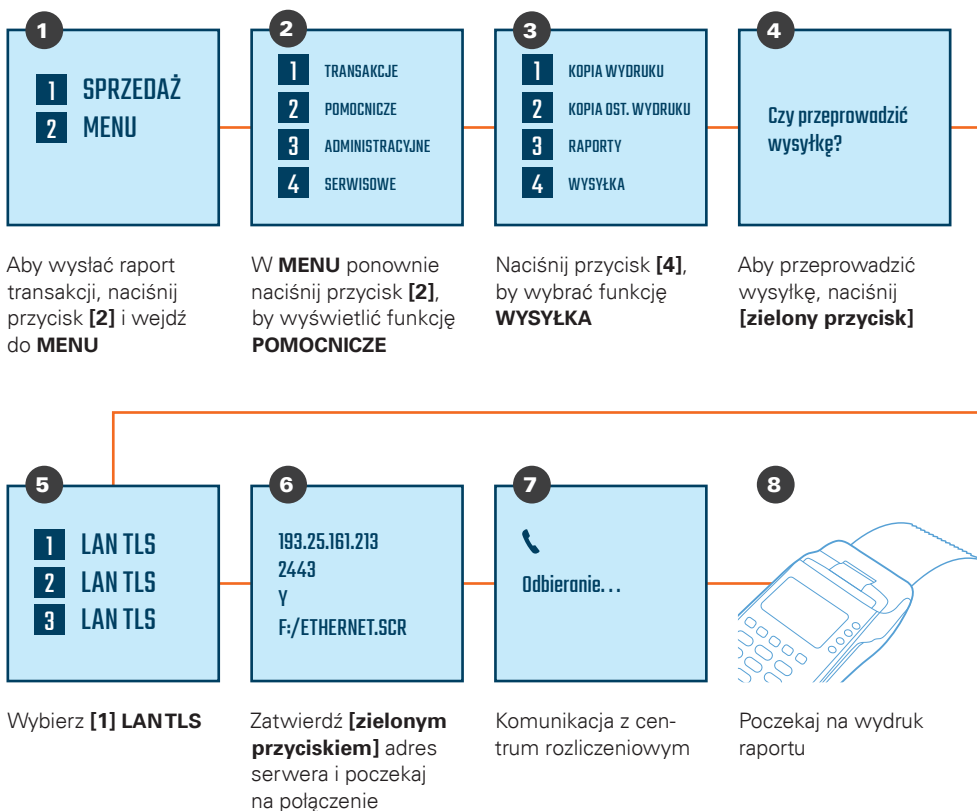 1
1 SPRZEDAŻ
2 MENU
Aby wysłać raport
transakcji, naciśnij
przycisk [2] i wejdź
do MENU
2
1 TRANSAKCJE
2 POMOCNICZE
3 ADMINISTRACYJNE
4 SERWISOWE
W MENU ponownie
naciśnij przycisk [2],
by wyświetlić funkcję
POMOCNICZE
3
1 KOPIA WYDRUKU
2 KOPIA OST. WYDRUKU
3 RAPORTY
4 WYSYŁKA
Naciśnij przycisk [4],
by wybrać funkcję
WYSYŁKA
4
Czy przeprowadzić
wysyłkę?
Aby przeprowadzić
wysyłkę, naciśnij
[zielony przycisk]
5
1 LAN TLS
2 LAN TLS
3 LAN TLS
Wybierz [1] LAN TLS
6
193.25.161.213
2443
Y
F:/ETHERNET.SCR
Zatwierdź [zielonym
przyciskiem] adres
serwera i poczekaj
na połączenie
7
Odbieranie...
Komunikacja z cen-
trum rozliczeniowym
8
Poczekaj na wydruk
raportu